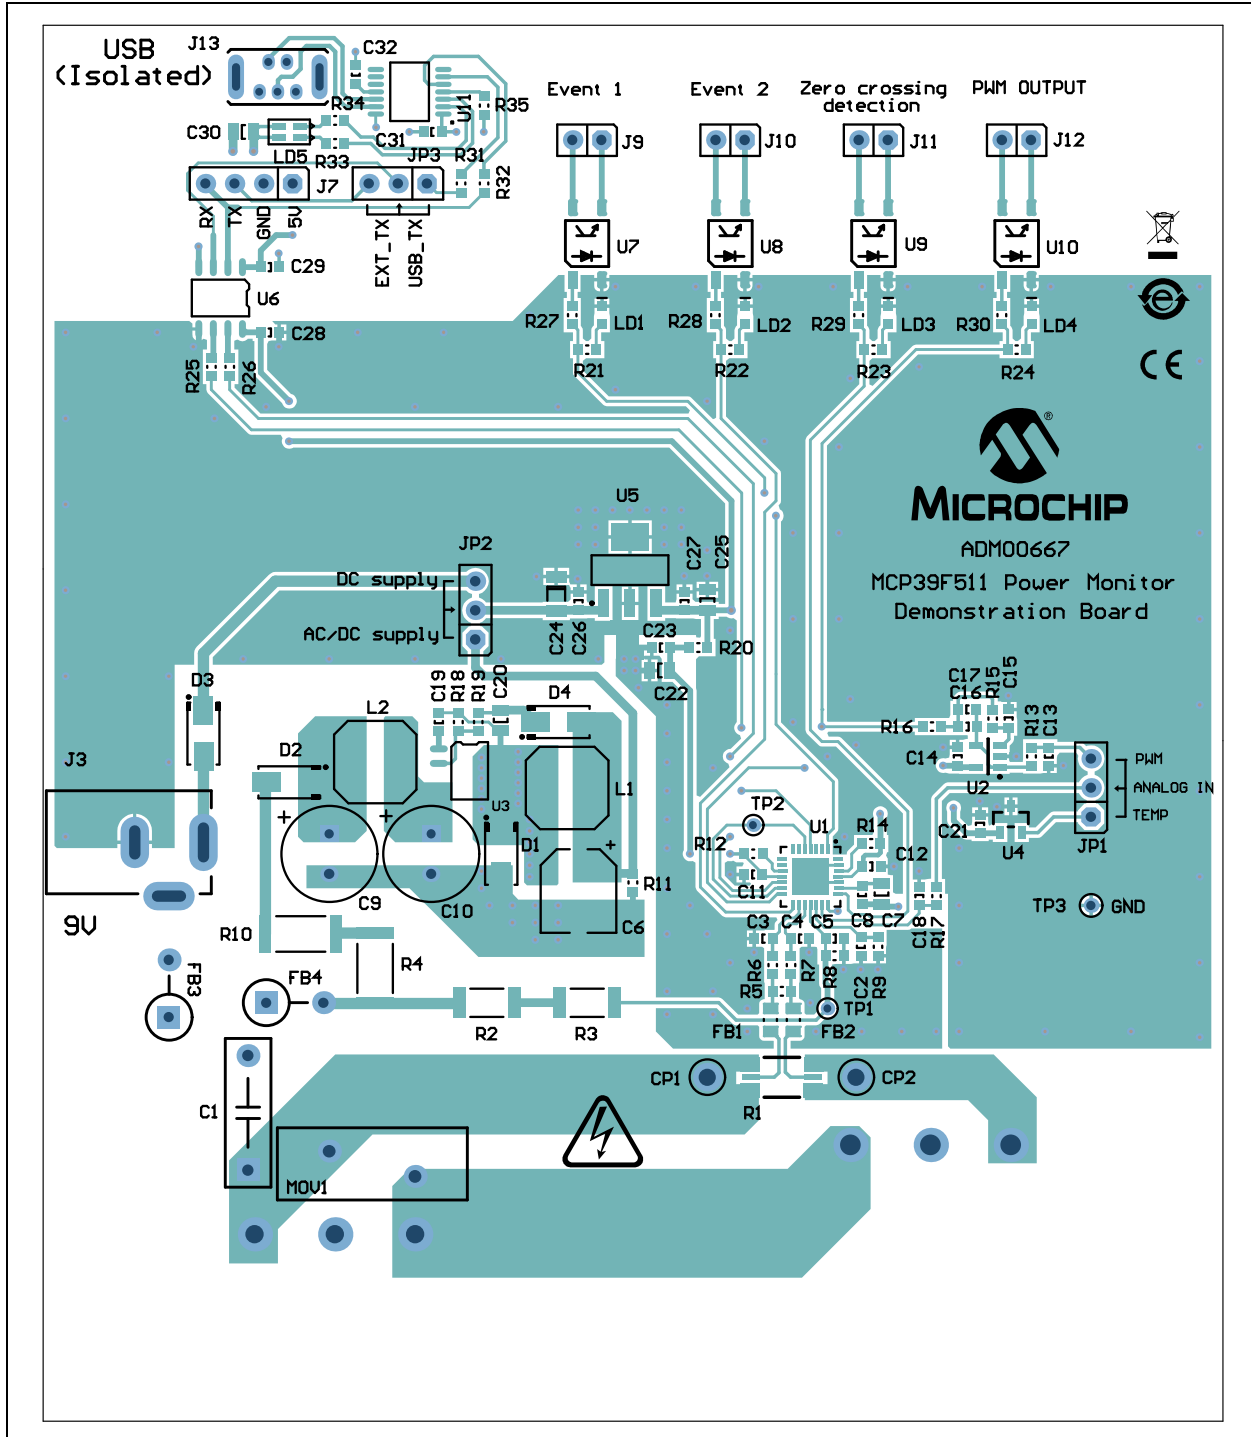 USB
(Isolated)
J13
C32
R34
U11
R35
C30
C31
LD5
R33
R31
JP3
R32
J7
RX
TX
GND
5V
EXT_TX
USB_TX
Event 1
Event 2
Zero crossing
detection
PWM OUTPUT
J9
J10
J11
J12
U7
U8
U9
U10
C29
U6
C28
R25
R26
R27
LD1
R28
LD2
R29
LD3
R30
LD4
R21
R22
R23
R24
CE
®
MICROCHIP
ADM00667
MCP39F511 Power Monitor
Demonstration Board
U5
JP2
DC supply
AC/DC supply
C24
C26
C27
C25
C23
R20
C22
D3
L2
C19
R18
R19
C20
D4
D2
J3
U3
L1
D1
C9
C10
C6
R11
+
+
+
9V
R10
R4
FB3
FB4
R2
R3
TP2
R12
U1
R14
C12
C11
C3
C4
C5
C8
C7
C18
R17
R6
R7
R8
C2
R9
R5
TP1
FB1
FB2
R16
C17
C16
R15
C15
R13
C13
C14
U2
C21
U4
PWM
ANALOG IN
TEMP
JP1
TP3
GND
CP1
CP2
R1
C1
MOV1